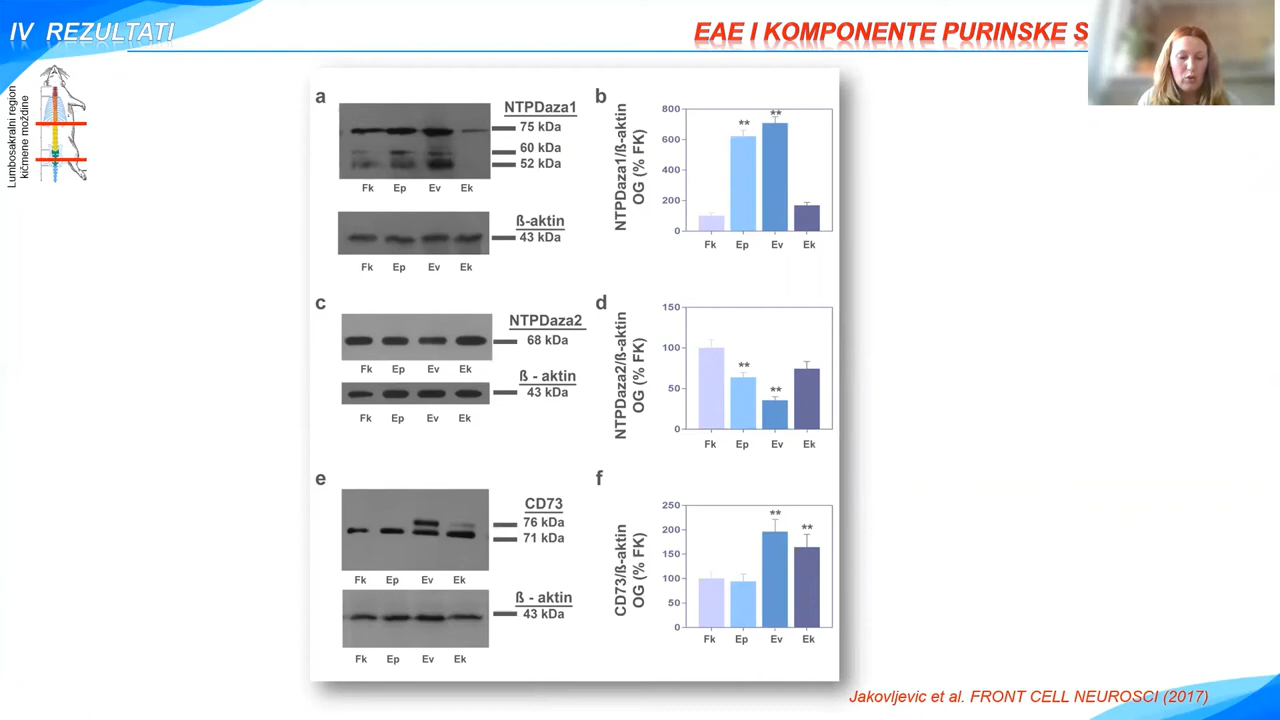 IV REZULTATI
EAE I KOMPONENTE PURINSKE S
Lumbosakralni region
kičmene moždine
a
NTPDaza1
75 kDa
60 kDa
52 kDa
Fk Ep Ev Ek
ß-aktin
43 kDa
Fk Ep Ev Ek
b
NTPDaza1/ß-aktin
OG (% FK)
800
600
400
200
0
** **
Fk Ep Ev Ek
c
NTPDaza2
68 kDa
Fk Ep Ev Ek
ß - aktin
43 kDa
Fk Ep Ev Ek
d
NTPDaza2/ß-aktin
OG (% FK)
150
100
50
0
** **
Fk Ep Ev Ek
e
CD73
76 kDa
71 kDa
Fk Ep Ev Ek
ß - aktin
43 kDa
Fk Ep Ev Ek
f
CD73/ß-aktin
OG (% FK)
250
200
150
100
50
0
** **
Fk Ep Ev Ek
Jakovljevic et al. FRONT CELL NEUROSCI (2017)